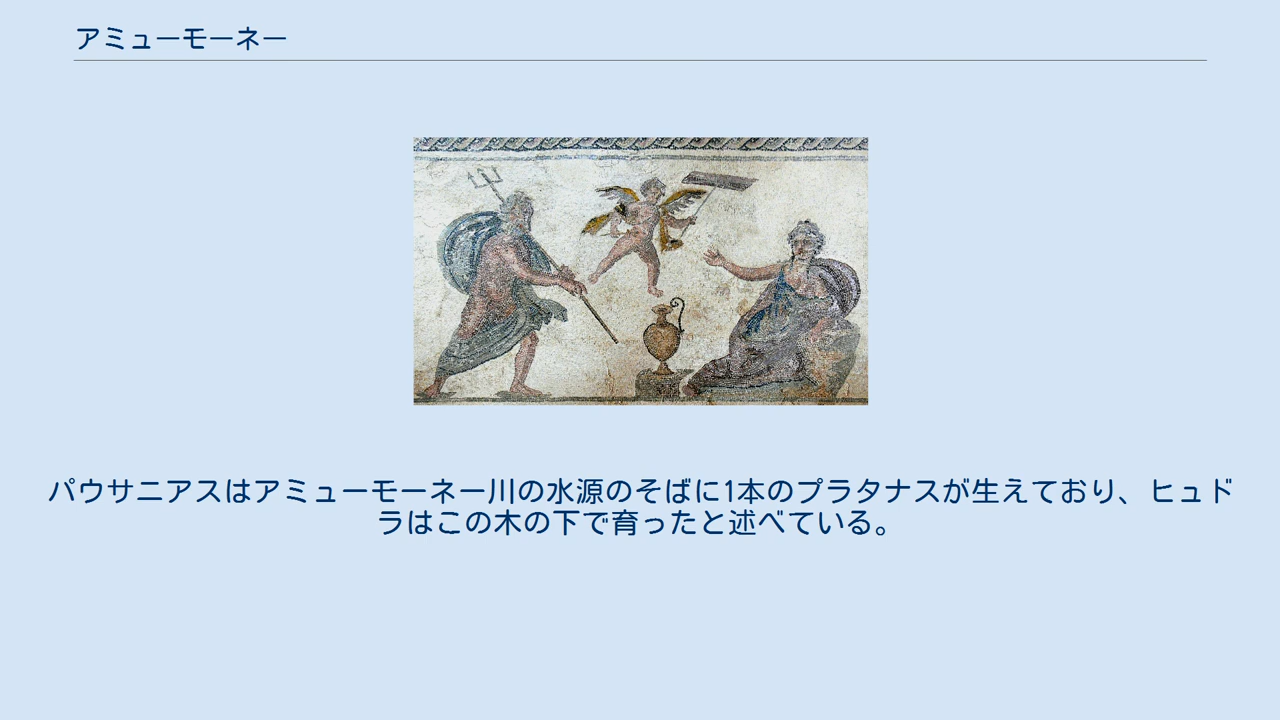 アミューモーネー
パウサニアスはアミューモーネー川の水源のそばに1本のプラタナスが生えており、ヒュド
ラはこの木の下で育ったと述べている。